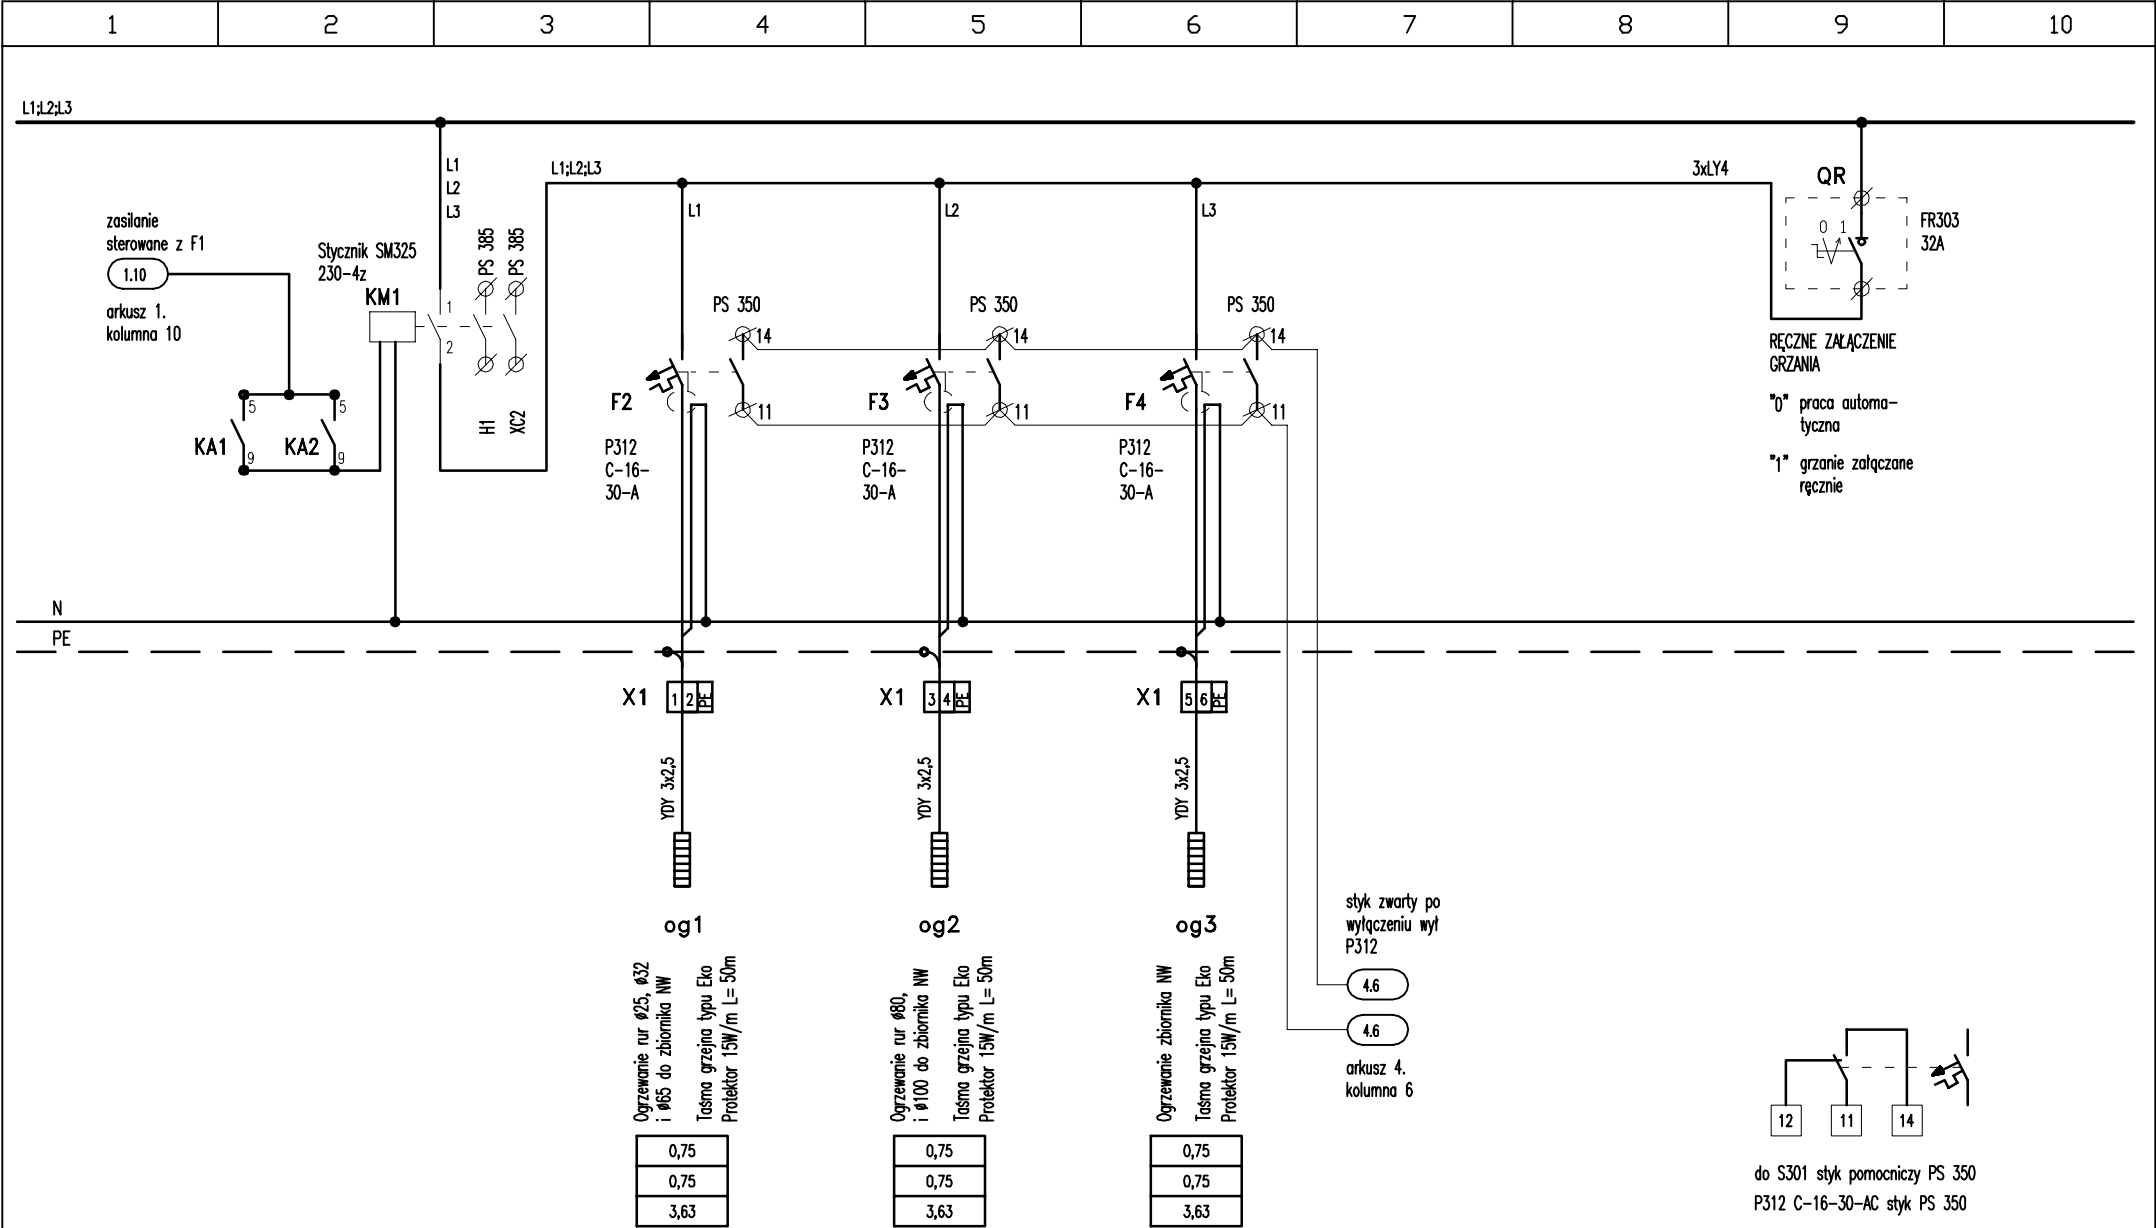 1 2 3 4 5 6 7 8 9 10
L1;L2;L3
L1
L2
L3
L1;L2;L3
3xLY4
zasilanie
sterowane z F1
1.10
arkusz 1.
kolumna 10
Stycznik SM325
230-4z
KM1
1
2
PS 385
PS 385
H1
XC2
5
KA1
9
5
KA2
9
L1
PS 350
14
11
F2
P312
C-16-
30-A
L2
PS 350
14
11
F3
P312
C-16-
30-A
L3
PS 350
14
11
F4
P312
C-16-
30-A
QR
0 1
FR303
32A
RĘCZNE ZAŁĄCZENIE
GRZANIA
"0" praca automa-
tyczna
"1" grzanie załączane
ręcznie
N
PE
X1 1 2 PE
X1 3 4 PE
X1 5 6 PE
YDY 3x2,5
YDY 3x2,5
YDY 3x2,5
og1
og2
og3
Ogrzewanie rur ø25, ø32
i ø65 do zbiornika NW
Taśma grzejna typu Eko
Protektor 15W/m L= 50m
Ogrzewanie rur ø80,
i ø100 do zbiornika NW
Taśma grzejna typu Eko
Protektor 15W/m L= 50m
Ogrzewanie zbiornika NW
Taśma grzejna typu Eko
Protektor 15W/m L= 50m
0,75
0,75
3,63
0,75
0,75
3,63
0,75
0,75
3,63
styk zwarty po
wyłączeniu wył
P312
4.6
4.6
arkusz 4.
kolumna 6
12 11 14
do S301 styk pomocniczy PS 350
P312 C-16-30-AC styk PS 350